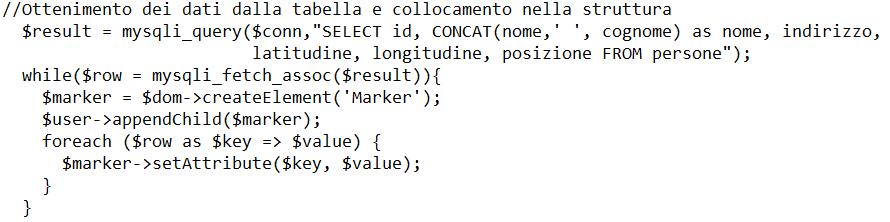 //Ottenimento dei dati dalla tabella e collocamento nella struttura
$result = mysqli_query($conn,"SELECT id, CONCAT(nome,' ', cognome) as nome, indirizzo,
latitudine, longitudine, posizione FROM persone");
while($row = mysqli_fetch_assoc($result)){
$marker = $dom->createElement('Marker');
$user->appendChild($marker);
foreach ($row as $key => $value) {
$marker->setAttribute($key, $value);
}
}